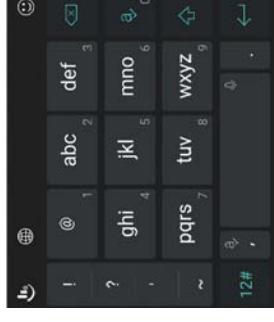 ! @ 1 abc 2 def 3
? ghi 4 jkl 5 mno 6
- pqrs 7 tuv 8 wxyz 9
~
12# , .